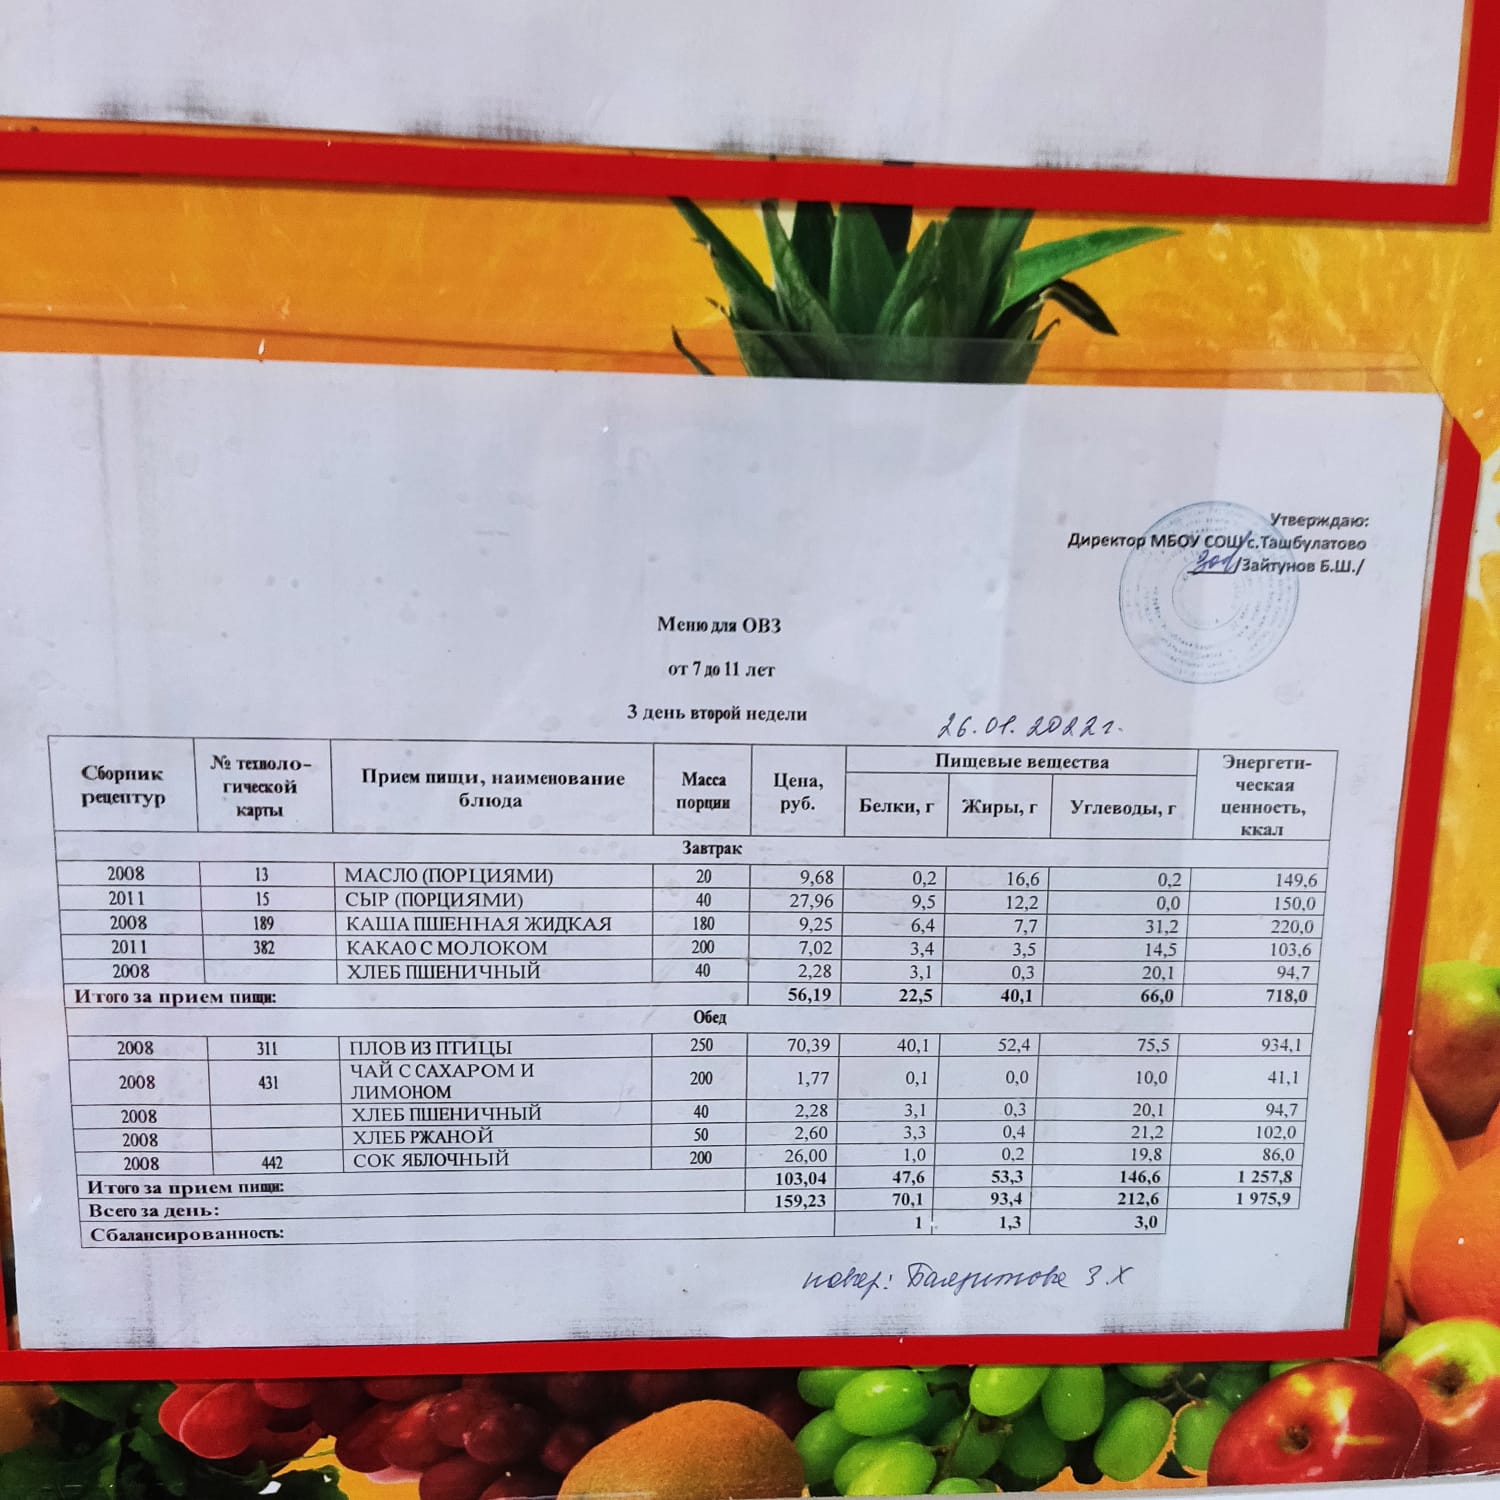 Утверждаю:
Директор МБОУ СОШ с.Ташбулатово
/Зайтунов Б.Ш./
Меню для ОВЗ
от 7 до 11 лет
3 день второй недели
26.01.2022г.
Сборник рецептур № техноло-гической карты Прием пищи, наименование блюда Масса порции Цена, руб. Пищевые вещества Энергети-ческая ценность, ккал
Белки, г Жиры, г Углеводы, г
Завтрак
2008 13 МАСЛО (ПОРЦИЯМИ) 20 9,68 0,2 16,6 0,2 149,6
2011 15 СЫР (ПОРЦИЯМИ) 40 27,96 9,5 12,2 0,0 150,0
2008 189 КАША ПШЕННАЯ ЖИДКАЯ 180 9,25 6,4 7,7 31,2 220,0
2011 382 КАКАО С МОЛОКОМ 200 7,02 3,4 3,5 14,5 103,6
2008 ХЛЕБ ПШЕНИЧНЫЙ 40 2,28 3,1 0,3 20,1 94,7
Итого за прием пищи: 56,19 22,5 40,1 66,0 718,0
Обед
2008 311 ПЛОВ ИЗ ПТИЦЫ 250 70,39 40,1 52,4 75,5 934,1
2008 431 ЧАЙ С САХАРОМ И ЛИМОНОМ 200 1,77 0,1 0,0 10,0 41,1
2008 ХЛЕБ ПШЕНИЧНЫЙ 40 2,28 3,1 0,3 20,1 94,7
2008 ХЛЕБ РЖАНОЙ 50 2,60 3,3 0,4 21,2 102,0
2008 442 СОК ЯБЛОЧНЫЙ 200 26,00 1,0 0,2 19,8 86,0
Итого за прием пищи: 103,04 47,6 53,3 146,6 1 257,8
Всего за день: 159,23 70,1 93,4 212,6 1 975,9
Сбалансированность: 1 1,3 3,0
повар: З.Х